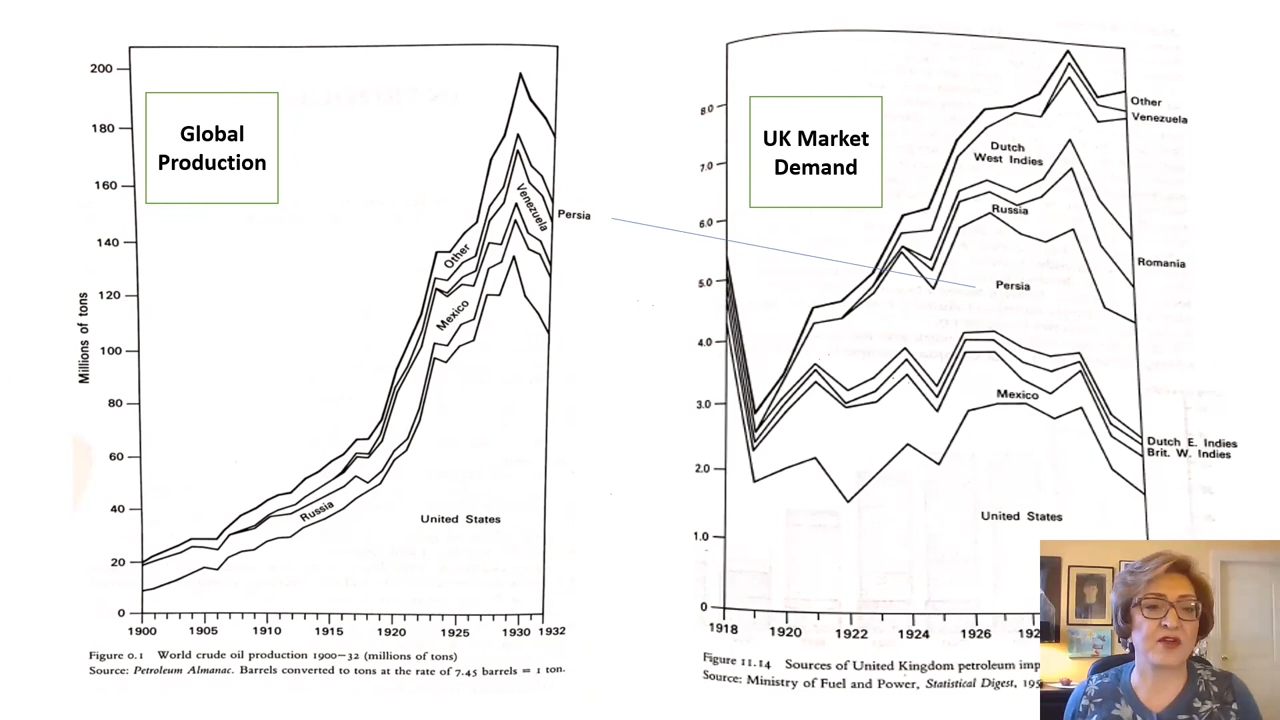 Global
Production
200
180
160
140
120
100
80
60
40
20
0
Millions of tons
Other
Mexico
Venezuela
Russia
United States
Persia
1900 1905 1910 1915 1920 1925 1930 1932
Figure 0.1 World crude oil production 1900–32 (millions of tons)
Source: Petroleum Almanac. Barrels converted to tons at the rate of 7.45 barrels = 1 ton.
UK Market
Demand
8.0
7.0
6.0
5.0
4.0
3.0
2.0
1.0
0
Other
Venezuela
Dutch
West Indies
Russia
Romania
Persia
Mexico
Dutch E. Indies
Brit. W. Indies
United States
1918 1920 1922 1924 1926
Figure 11.14 Sources of United Kingdom petroleum
Source: Ministry of Fuel and Power, Statistical Digest,